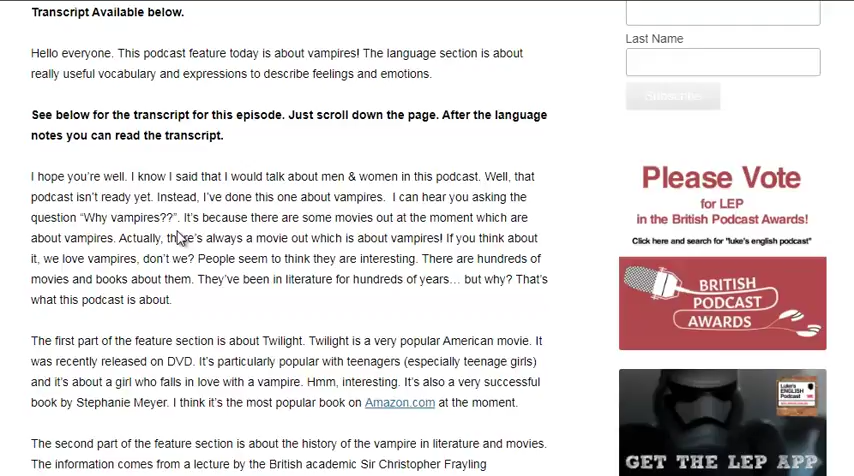 Transcript Available below.
Hello everyone. This podcast feature today is about vampires! The language section is about
really useful vocabulary and expressions to describe feelings and emotions.
See below for the transcript for this episode. Just scroll down the page. After the language
notes you can read the transcript.
I hope you're well. I know I said that I would talk about men & women in this podcast. Well, that
podcast isn't ready yet. Instead, I've done this one about vampires.  I can hear you asking the
question “Why vampires??”. It's because there are some movies out at the moment which are
about vampires. Actually, there's always a movie out which is about vampires! If you think about
it, we love vampires, don't we? People seem to think they are interesting. There are hundreds of
movies and books about them. They've been in literature for hundreds of years… but why? That's
what this podcast is about.
The first part of the feature section is about Twilight. Twilight is a very popular American movie. It
was recently released on DVD. It's particularly popular with teenagers (especially teenage girls)
and it's about a girl who falls in love with a vampire. Hmm, interesting. It's also a very successful
book by Stephanie Meyer. I think it's the most popular book on Amazon.com at the moment.
The second part of the feature section is about the history of the vampire in literature and movies.
The information comes from a lecture by the British academic Sir Christopher Frayling
Last Name
Subscribe
Please Vote
for LEP
in the British Podcast Awards!
Click here and search for "luke's english podcast"
BRITISH
PODCAST
AWARDS
Luke's
ENGLISH
Podcast
GET THE LEP APP